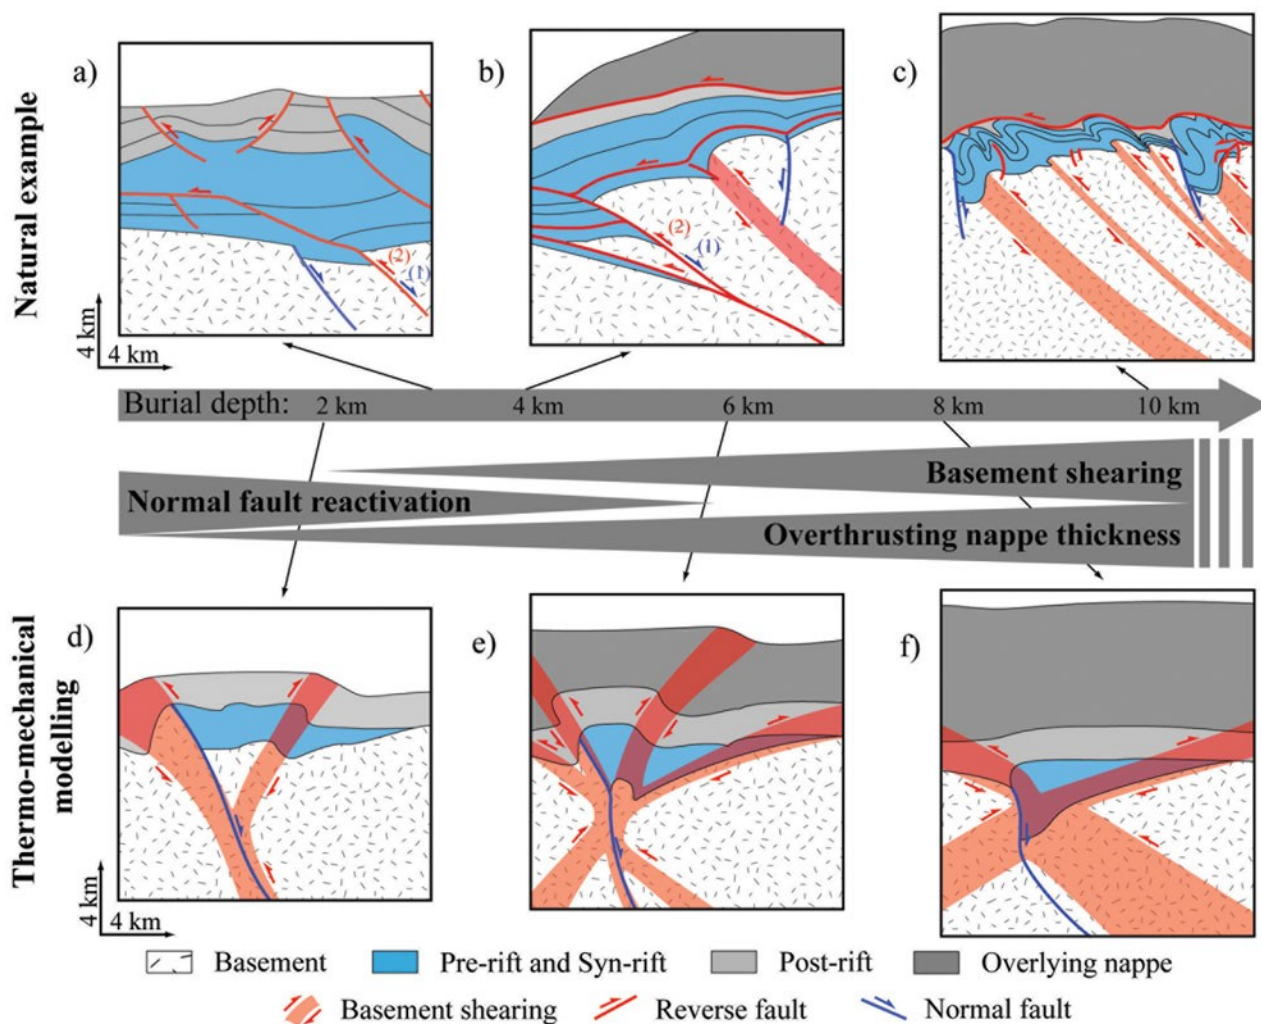 Natural example
a)
b)
c)
(2)
(1)
(2)
(1)
4 km
4 km
Burial depth:
2 km
4 km
6 km
8 km
10 km
Basement shearing
Normal fault reactivation
Overthrusting nappe thickness
Thermo-mechanical
modelling
d)
e)
f)
4 km
4 km
Basement
Pre-rift and Syn-rift
Post-rift
Overlying nappe
Basement shearing
Reverse fault
Normal fault